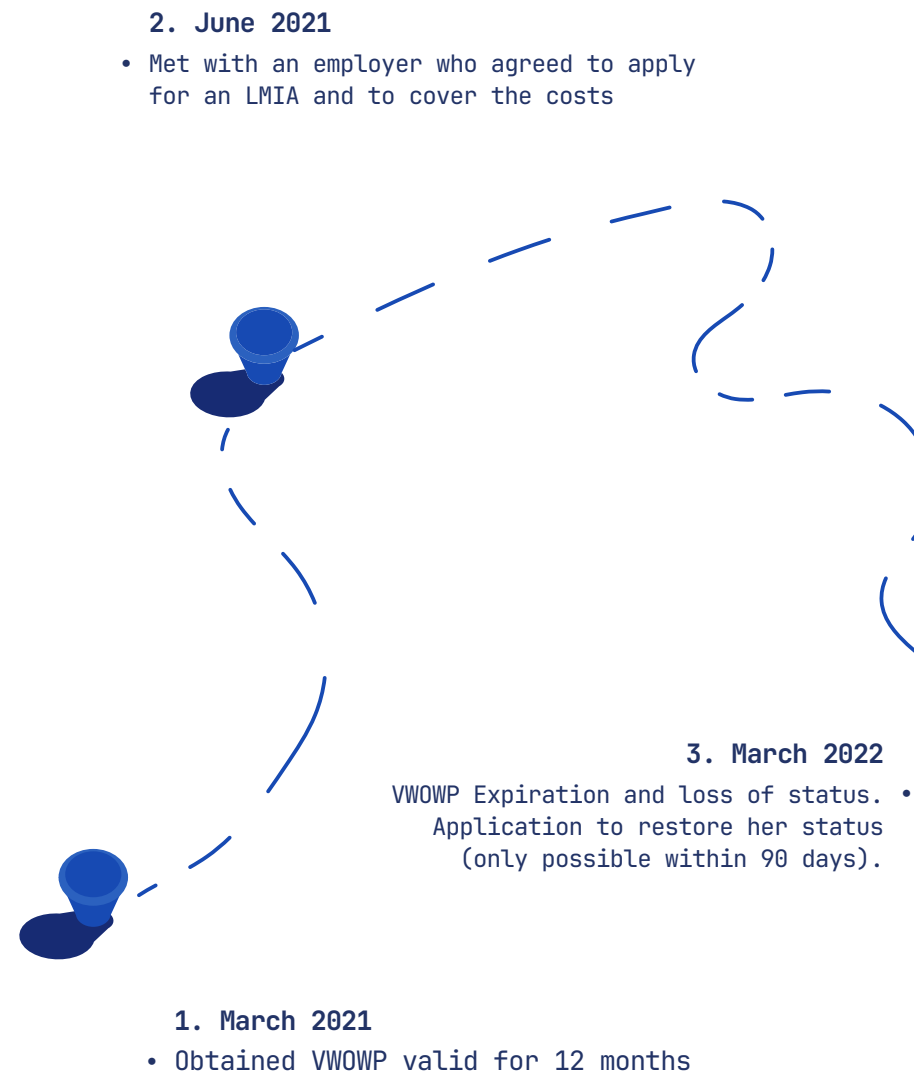 2. June 2021
• Met with an employer who agreed to apply
for an LMIA and to cover the costs
3. March 2022
VWOWP Expiration and loss of status. •
Application to restore her status
(only possible within 90 days).
1. March 2021
• Obtained VWOWP valid for 12 months